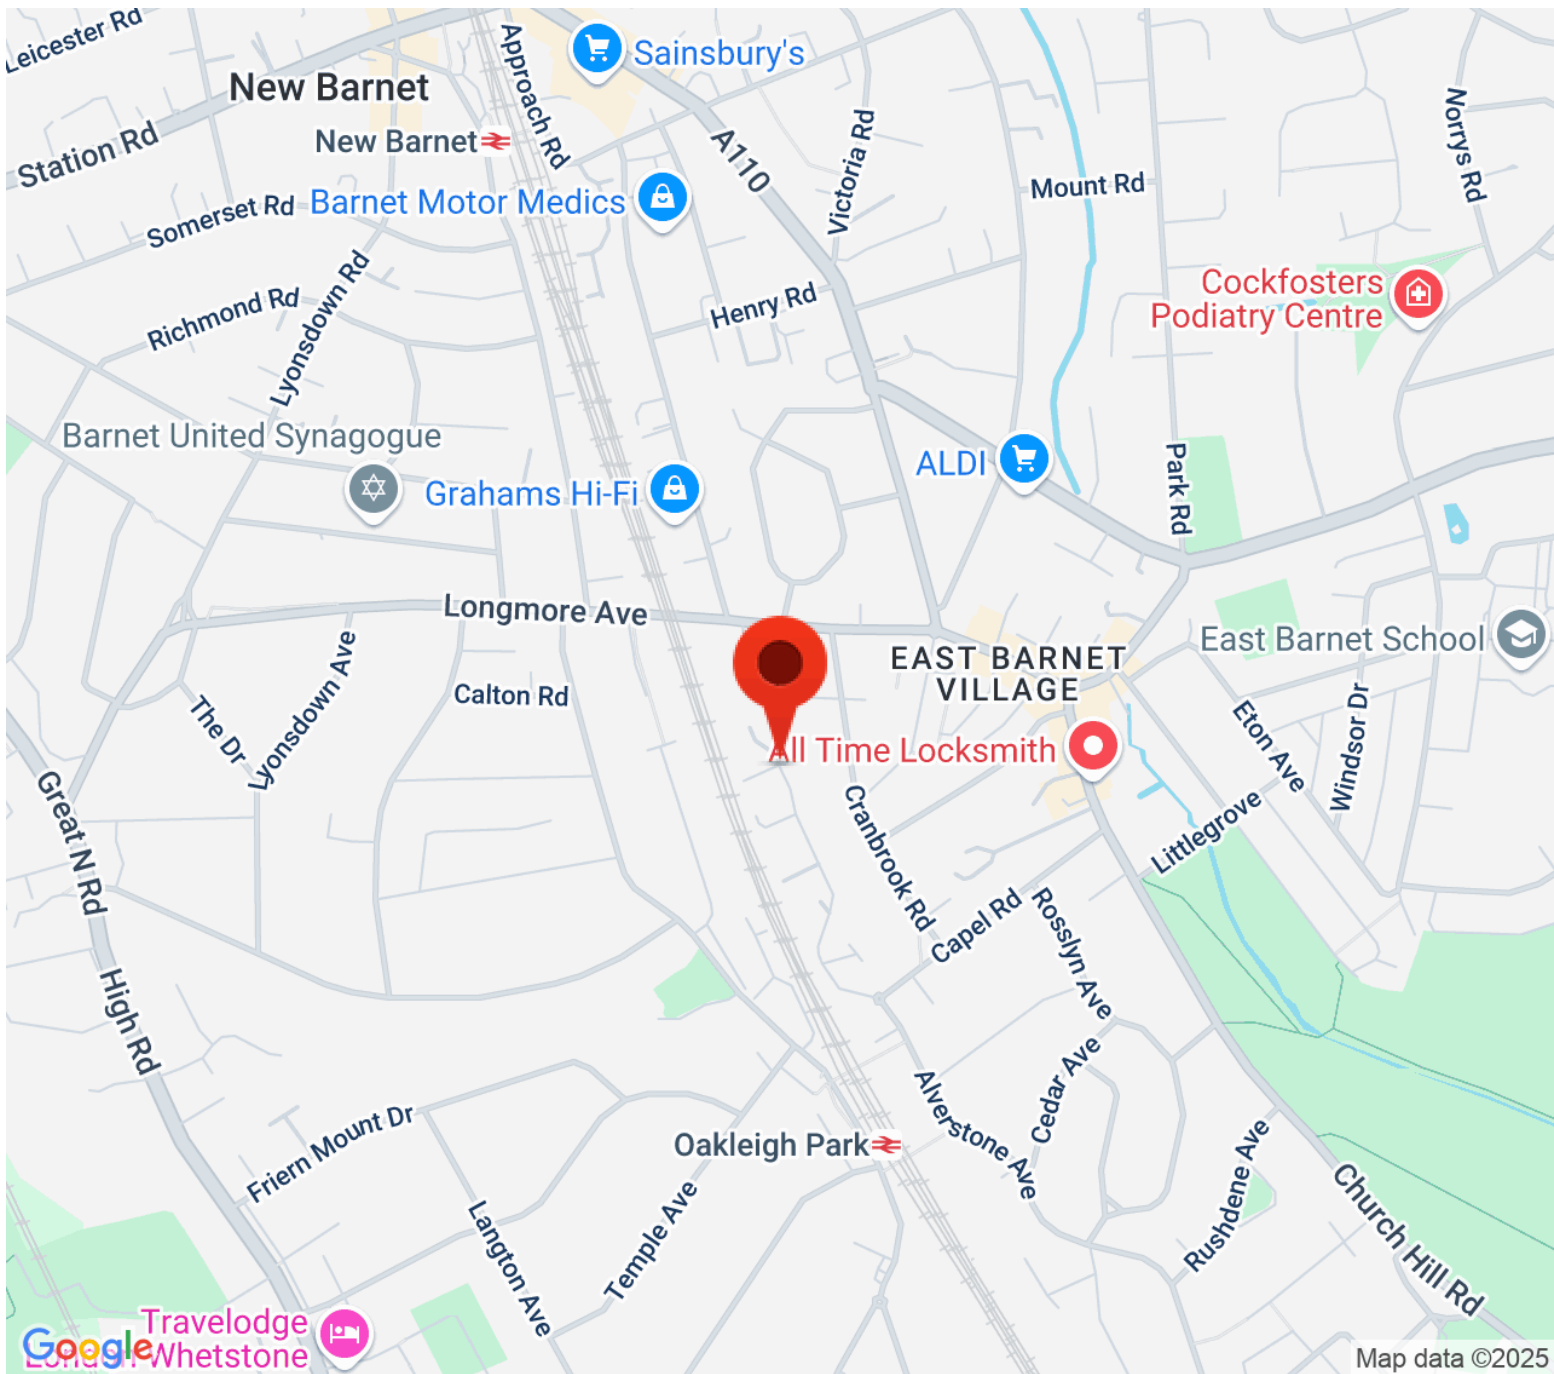 Leicester Rd
Approach Rd
Sainsbury's
New Barnet
New Barnet
Station Rd
A110
Victoria Rd
Norrys Rd
Mount Rd
Somerset Rd
Barnet Motor Medics
Lyonsdown Rd
Richmond Rd
Henry Rd
Cockfosters
Podiatry Centre
Barnet United Synagogue
Grahams Hi-Fi
ALDI
Park Rd
Longmore Ave
EAST BARNET
VILLAGE
East Barnet School
The Dr
Lyonsdown Ave
Calton Rd
All Time Locksmith
Eton Ave
Windsor Dr
Great N Rd
Cranbrook Rd
Littlegrove
Capel Rd
Rosslyn Ave
High Rd
Cedar Ave
Alverstone Ave
Friern Mount Dr
Oakleigh Park
Rushdene Ave
Church Hill Rd
Langton Ave
Temple Ave
Travelodge
London Whetstone
Google
Map data ©2025